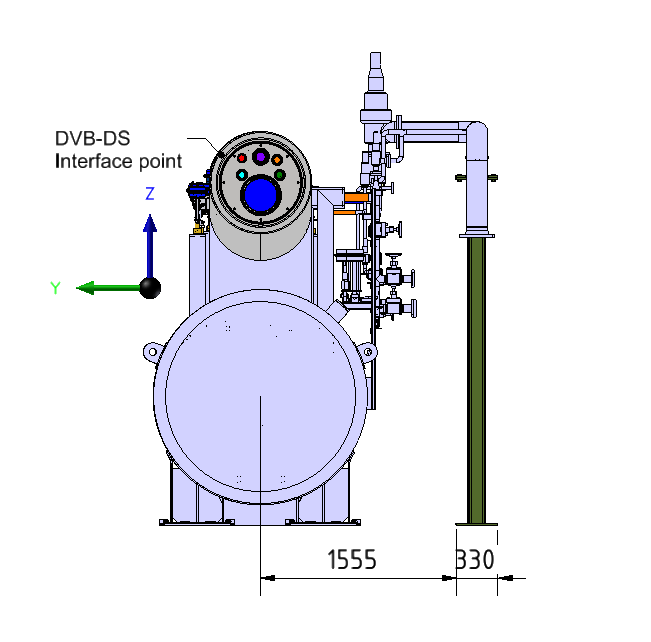 DVB-DS
Interface point
Z
Y
1555
330